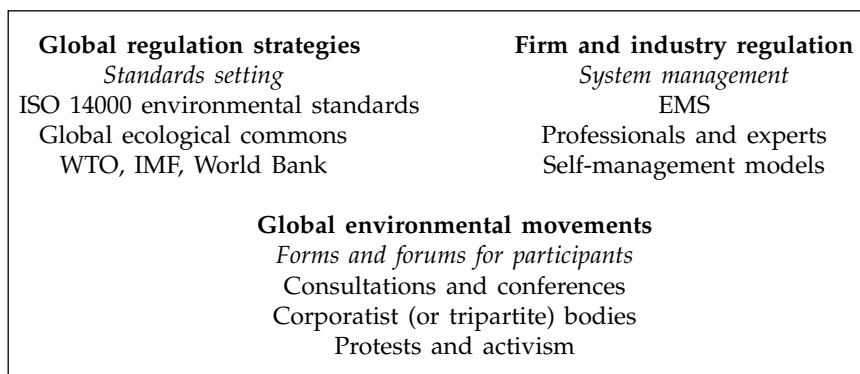 Global regulation strategies
Standards setting
ISO 14000 environmental standards
Global ecological commons
WTO, IMF, World Bank
Firm and industry regulation
System management
EMS
Professionals and experts
Self-management models
Global environmental movements
Forms and forums for participants
Consultations and conferences
Corporatist (or tripartite) bodies
Protests and activism